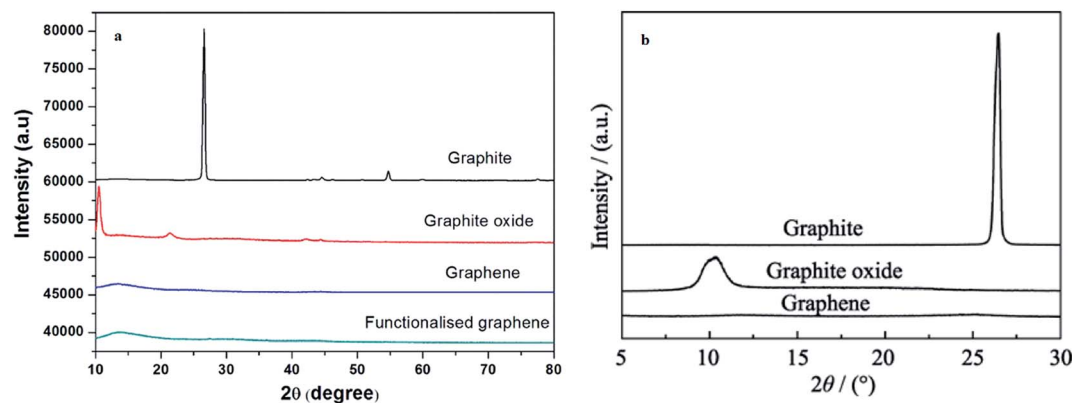 a
80000
75000
70000
65000
60000
55000
50000
45000
40000
Intensity (a.u)
Graphite
Graphite oxide
Graphene
Functionalised graphene
10 20 30 40 50 60 70 80
2θ (degree)
b
Intensity / (a.u.)
Graphite
Graphite oxide
Graphene
5 10 15 20 25 30
2θ / (°)